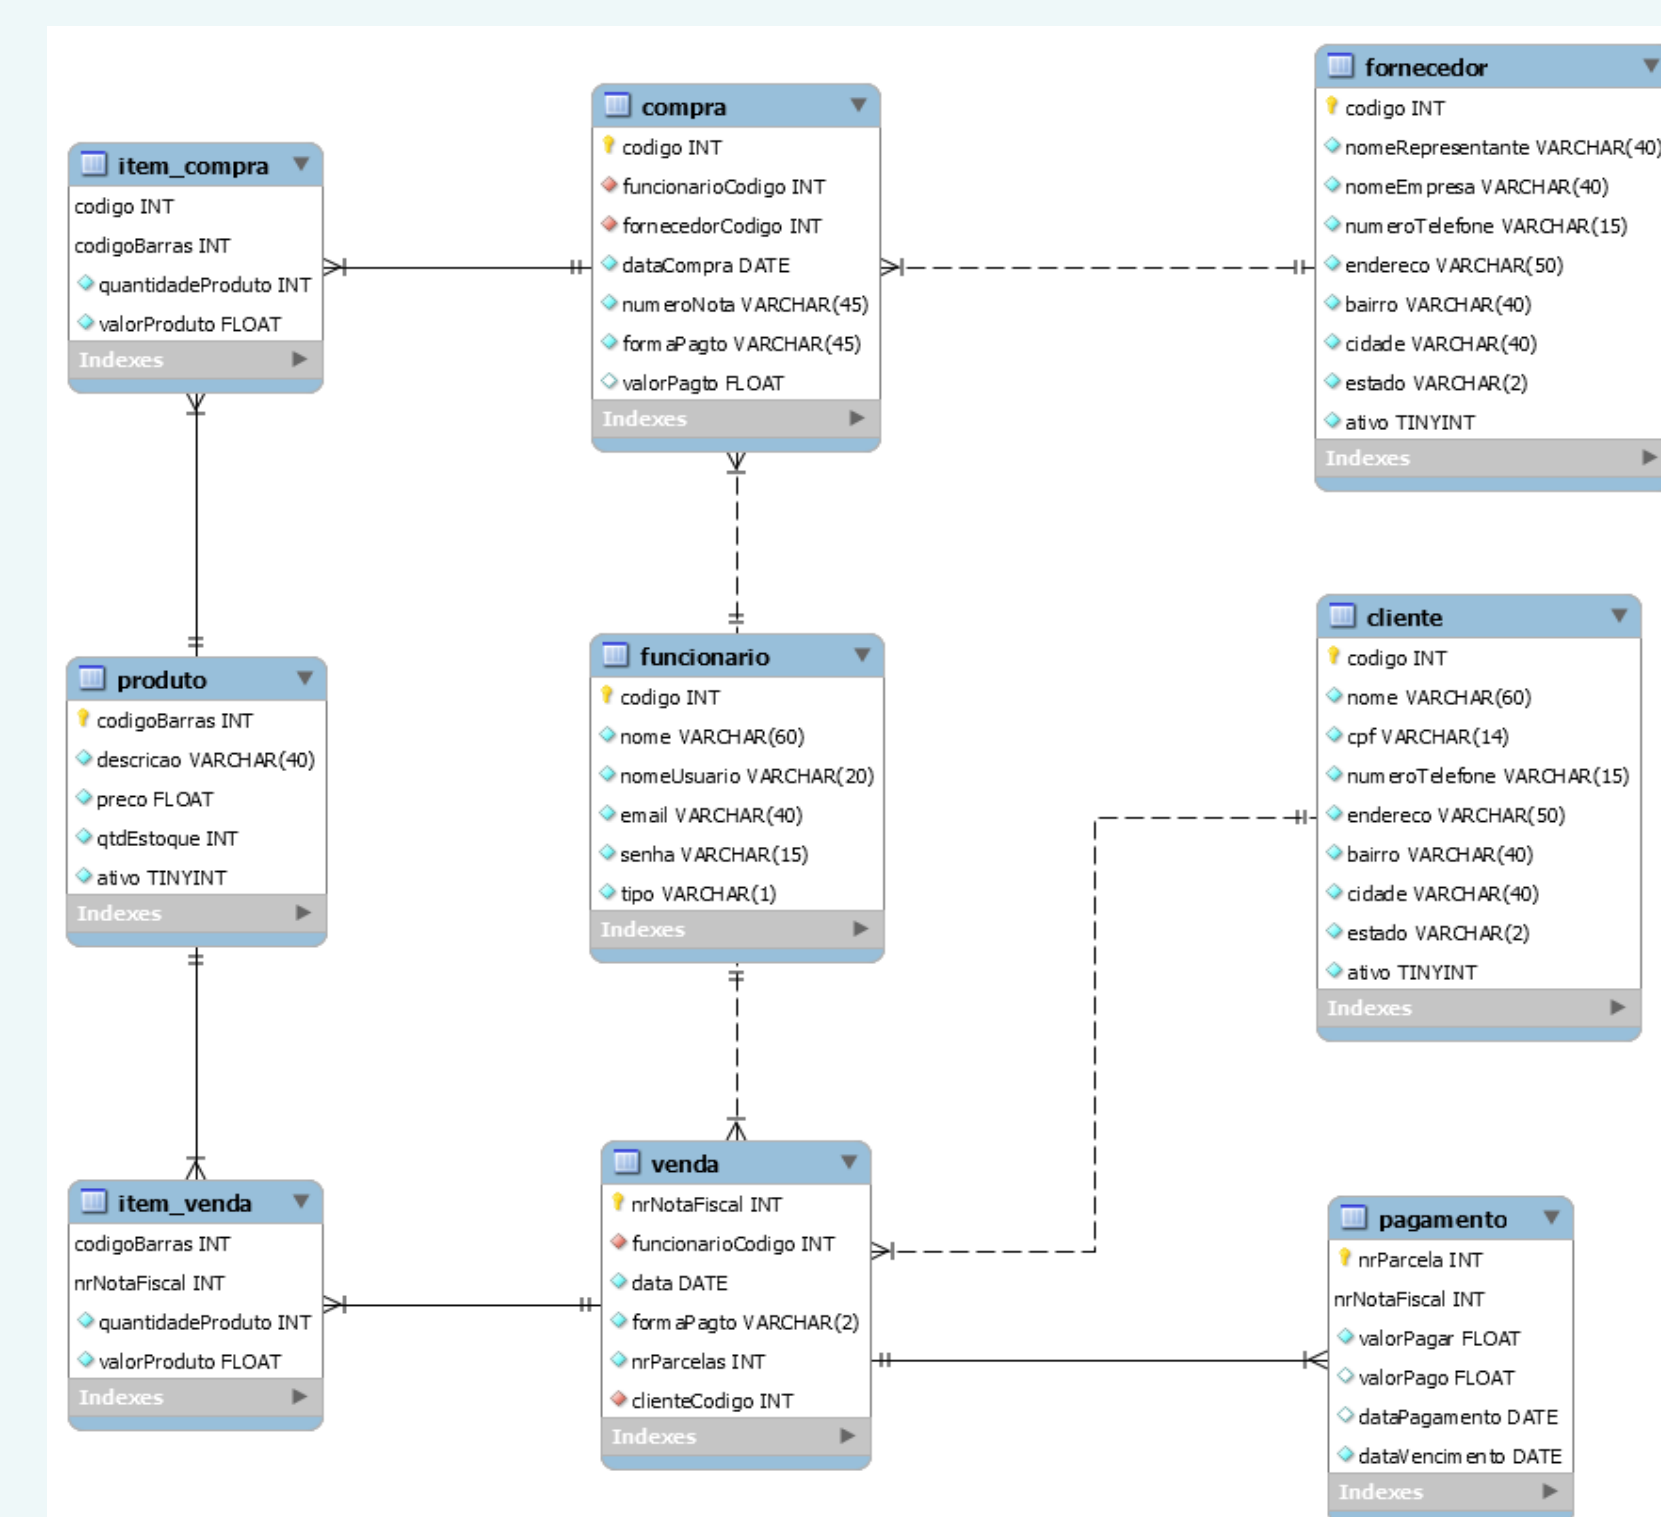 item_compra
codigo INT
codigoBarras INT
quantidadeProduto INT
valorProduto FLOAT
Indexes
compra
codigo INT
funcionarioCodigo INT
fornecedorCodigo INT
dataCompra DATE
numeroNota VARCHAR(45)
formaPagto VARCHAR(45)
valorPagto FLOAT
Indexes
fornecedor
codigo INT
nomeRepresentante VARCHAR(40)
nomeEmpresa VARCHAR(40)
numeroTelefone VARCHAR(15)
endereco VARCHAR(50)
bairro VARCHAR(40)
cidade VARCHAR(40)
estado VARCHAR(2)
ativo TINYINT
Indexes
produto
codigoBarras INT
descricao VARCHAR(40)
preco FLOAT
qtdEstoque INT
ativo TINYINT
Indexes
funcionario
codigo INT
nome VARCHAR(60)
nomeUsuario VARCHAR(20)
email VARCHAR(40)
senha VARCHAR(15)
tipo VARCHAR(1)
Indexes
cliente
codigo INT
nome VARCHAR(60)
cpf VARCHAR(14)
numeroTelefone VARCHAR(15)
endereco VARCHAR(50)
bairro VARCHAR(40)
cidade VARCHAR(40)
estado VARCHAR(2)
ativo TINYINT
Indexes
item_venda
codigoBarras INT
nrNotaFiscal INT
quantidadeProduto INT
valorProduto FLOAT
Indexes
venda
nrNotaFiscal INT
funcionarioCodigo INT
data DATE
formaPagto VARCHAR(2)
nrParcelas INT
clienteCodigo INT
Indexes
pagamento
nrParcela INT
nrNotaFiscal INT
valorPagar FLOAT
valorPago FLOAT
dataPagamento DATE
dataVencimento DATE
Indexes